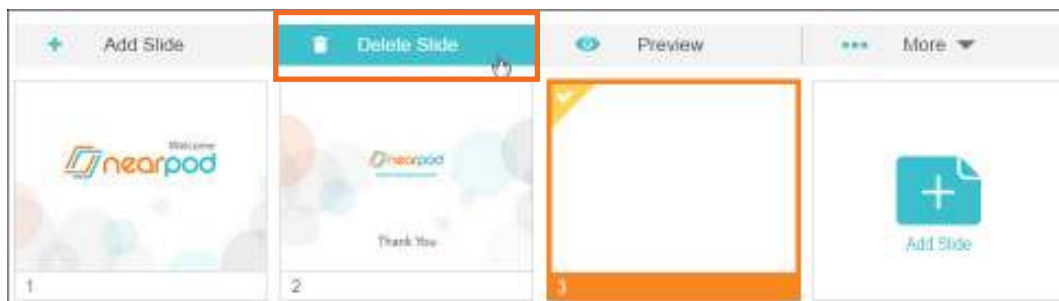 Add Slide
Delete Slide
Preview
More
Welcome
nearpod
nearpod
Thank You
Add Slide
1
2
3